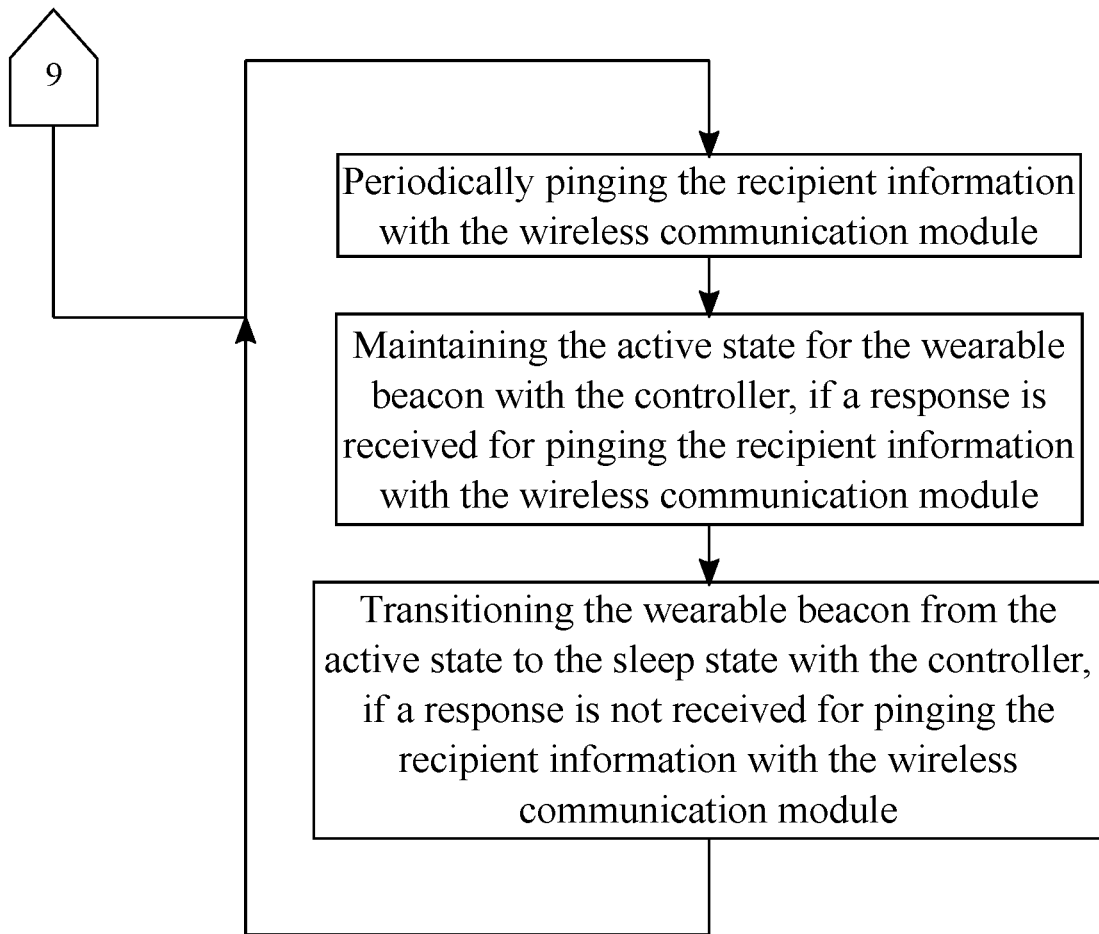 9
Periodically pinging the recipient information
with the wireless communication module
Maintaining the active state for the wearable
beacon with the controller, if a response is
received for pinging the recipient information
with the wireless communication module
Transitioning the wearable beacon from the
active state to the sleep state with the controller,
if a response is not received for pinging the
recipient information with the wireless
communication module